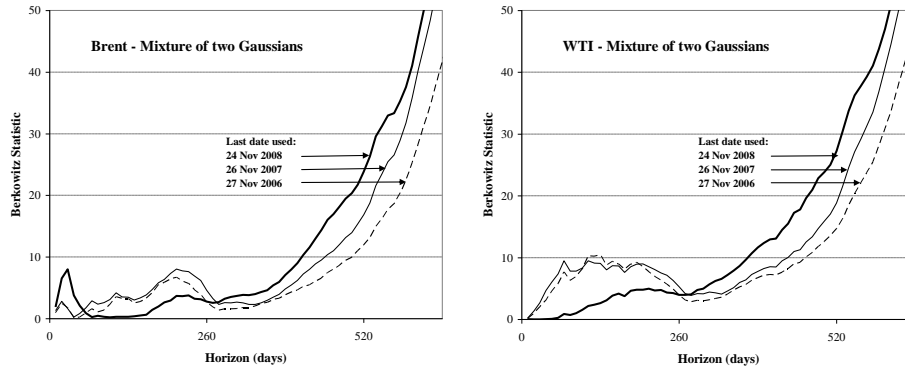 Brent - Mixture of two Gaussians
Berkowitz Statistic
50
40
30
20
10
0
Last date used:
24 Nov 2008
26 Nov 2007
27 Nov 2006
0 260 520
Horizon (days)
WTI - Mixture of two Gaussians
Berkowitz Statistic
50
40
30
20
10
0
Last date used:
24 Nov 2008
26 Nov 2007
27 Nov 2006
0 260 520
Horizon (days)